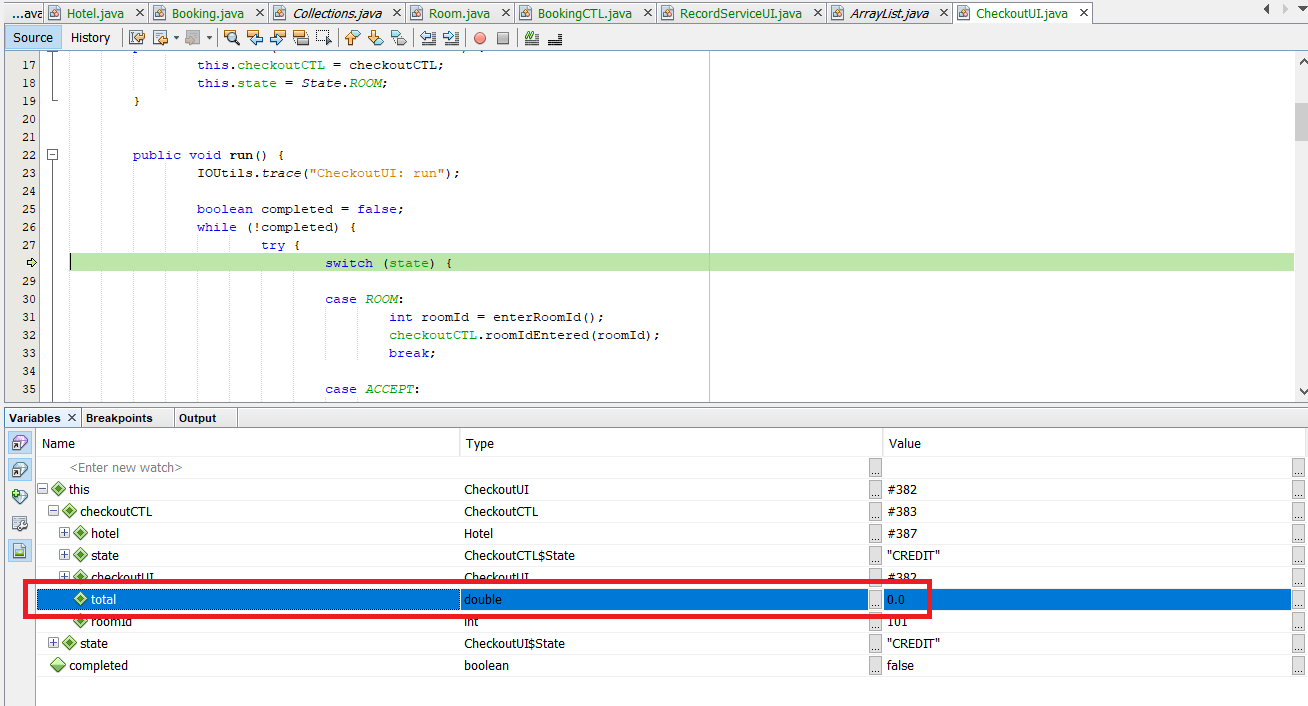 ...ava Hotel.java Booking.java Collections.java Room.java BookingCTL.java RecordServiceUI.java ArrayList.java CheckoutUI.java
Source History
17 this.checkoutCTL = checkoutCTL;
18 this.state = State.ROOM;
19 }
20
21
22 public void run() {
23 IOUtils.trace("CheckoutUI: run");
24
25 boolean completed = false;
26 while (!completed) {
27 try {
switch (state) {
29
30 case ROOM:
31 int roomId = enterRoomId();
32 checkoutCTL.roomIdEntered(roomId);
33 break;
34
35 case ACCEPT:
Variables Breakpoints Output
Name Type Value
<Enter new watch> ...
this CheckoutUI ... #382 ...
checkoutCTL CheckoutCTL ... #383 ...
hotel Hotel ... #387 ...
state CheckoutCTL$State ... "CREDIT" ...
checkoutUI CheckoutUI ... #382 ...
total double ... 0.0 ...
roomId int ... 101 ...
state CheckoutUI$State ... "CREDIT" ...
completed boolean ... false ...